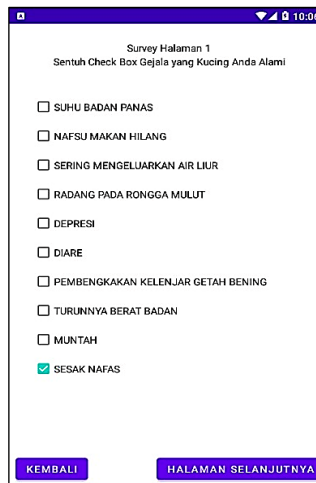 10:06
Survey Halaman 1
Sentuh Check Box Gejala yang Kucing Anda Alami
SUHU BADAN PANAS
NAFSU MAKAN HILANG
SERING MENGELUARKAN AIR LIUR
RADANG PADA RONGGA MULUT
DEPRESI
DIARE
PEMBENGKAKAN KELENJAR GETAH BENING
TURUNNYA BERAT BADAN
MUNTAH
SESAK NAFAS
KEMBALI
HALAMAN SELANJUTNYA